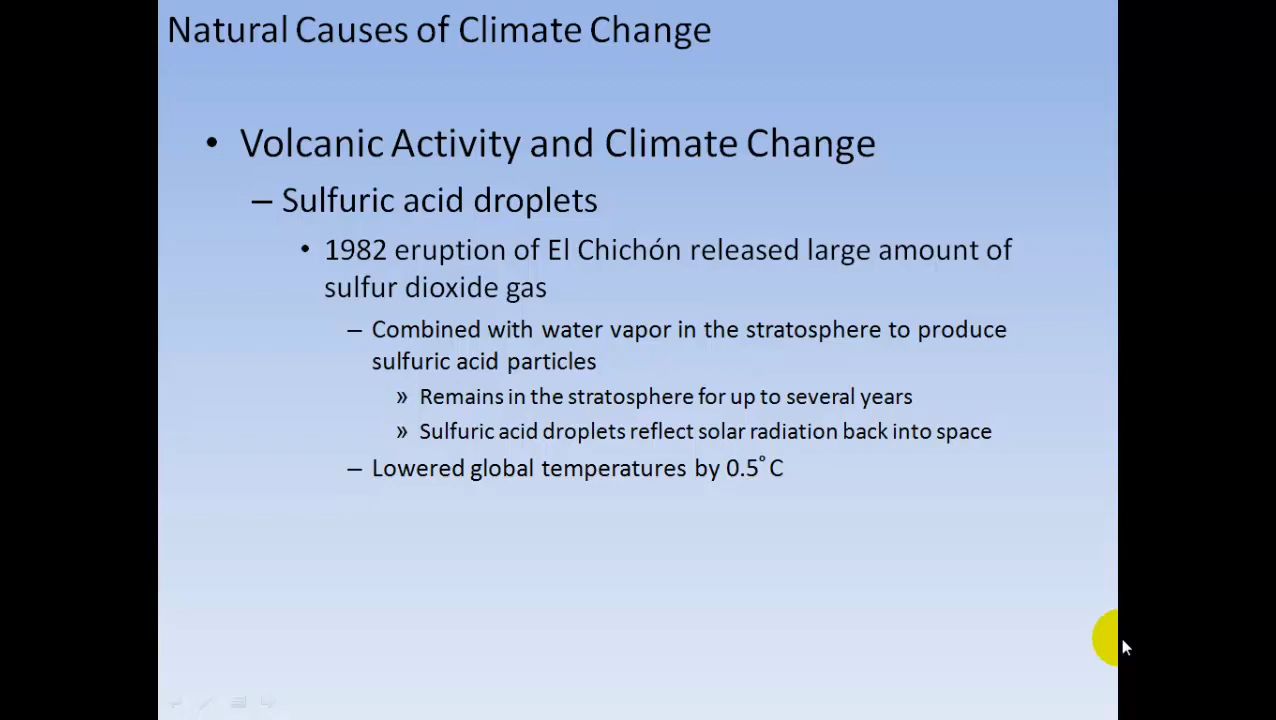 Natural Causes of Climate Change
• Volcanic Activity and Climate Change
– Sulfuric acid droplets
• 1982 eruption of El Chichón released large amount of
sulfur dioxide gas
– Combined with water vapor in the stratosphere to produce
sulfuric acid particles
» Remains in the stratosphere for up to several years
» Sulfuric acid droplets reflect solar radiation back into space
– Lowered global temperatures by 0.5° C